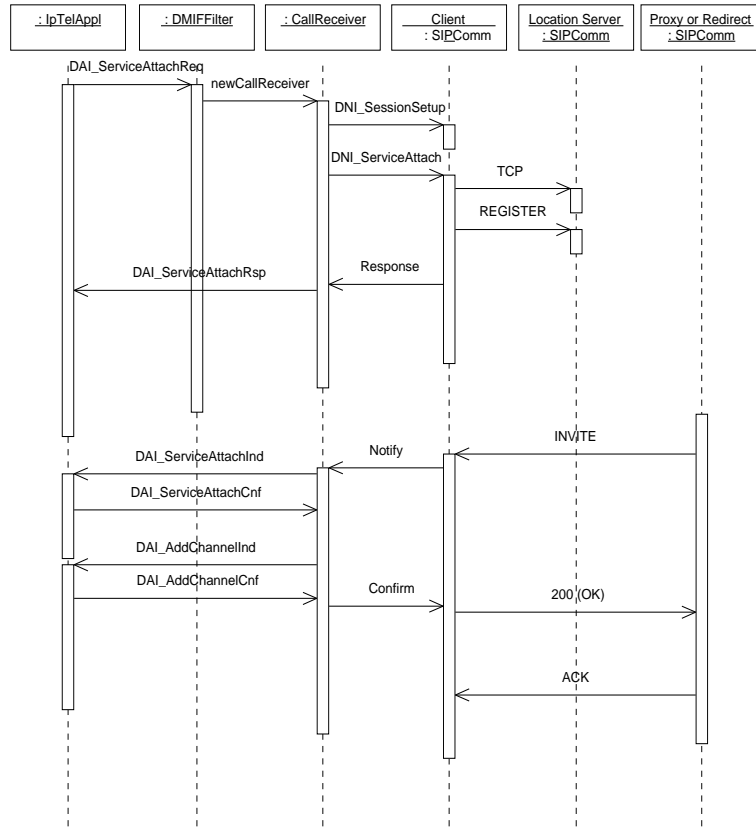 : IpTelAppl
: DMIFFilter
: CallReceiver
Client
: SIPComm
Location Server
: SIPComm
Proxy or Redirect
: SIPComm
DAI_ServiceAttachReq
newCallReceiver
DNI_SessionSetup
DNI_ServiceAttach
TCP
REGISTER
Response
DAI_ServiceAttachRsp
INVITE
Notify
DAI_ServiceAttachInd
DAI_ServiceAttachCnf
DAI_AddChannelInd
DAI_AddChannelCnf
Confirm
200 (OK)
ACK